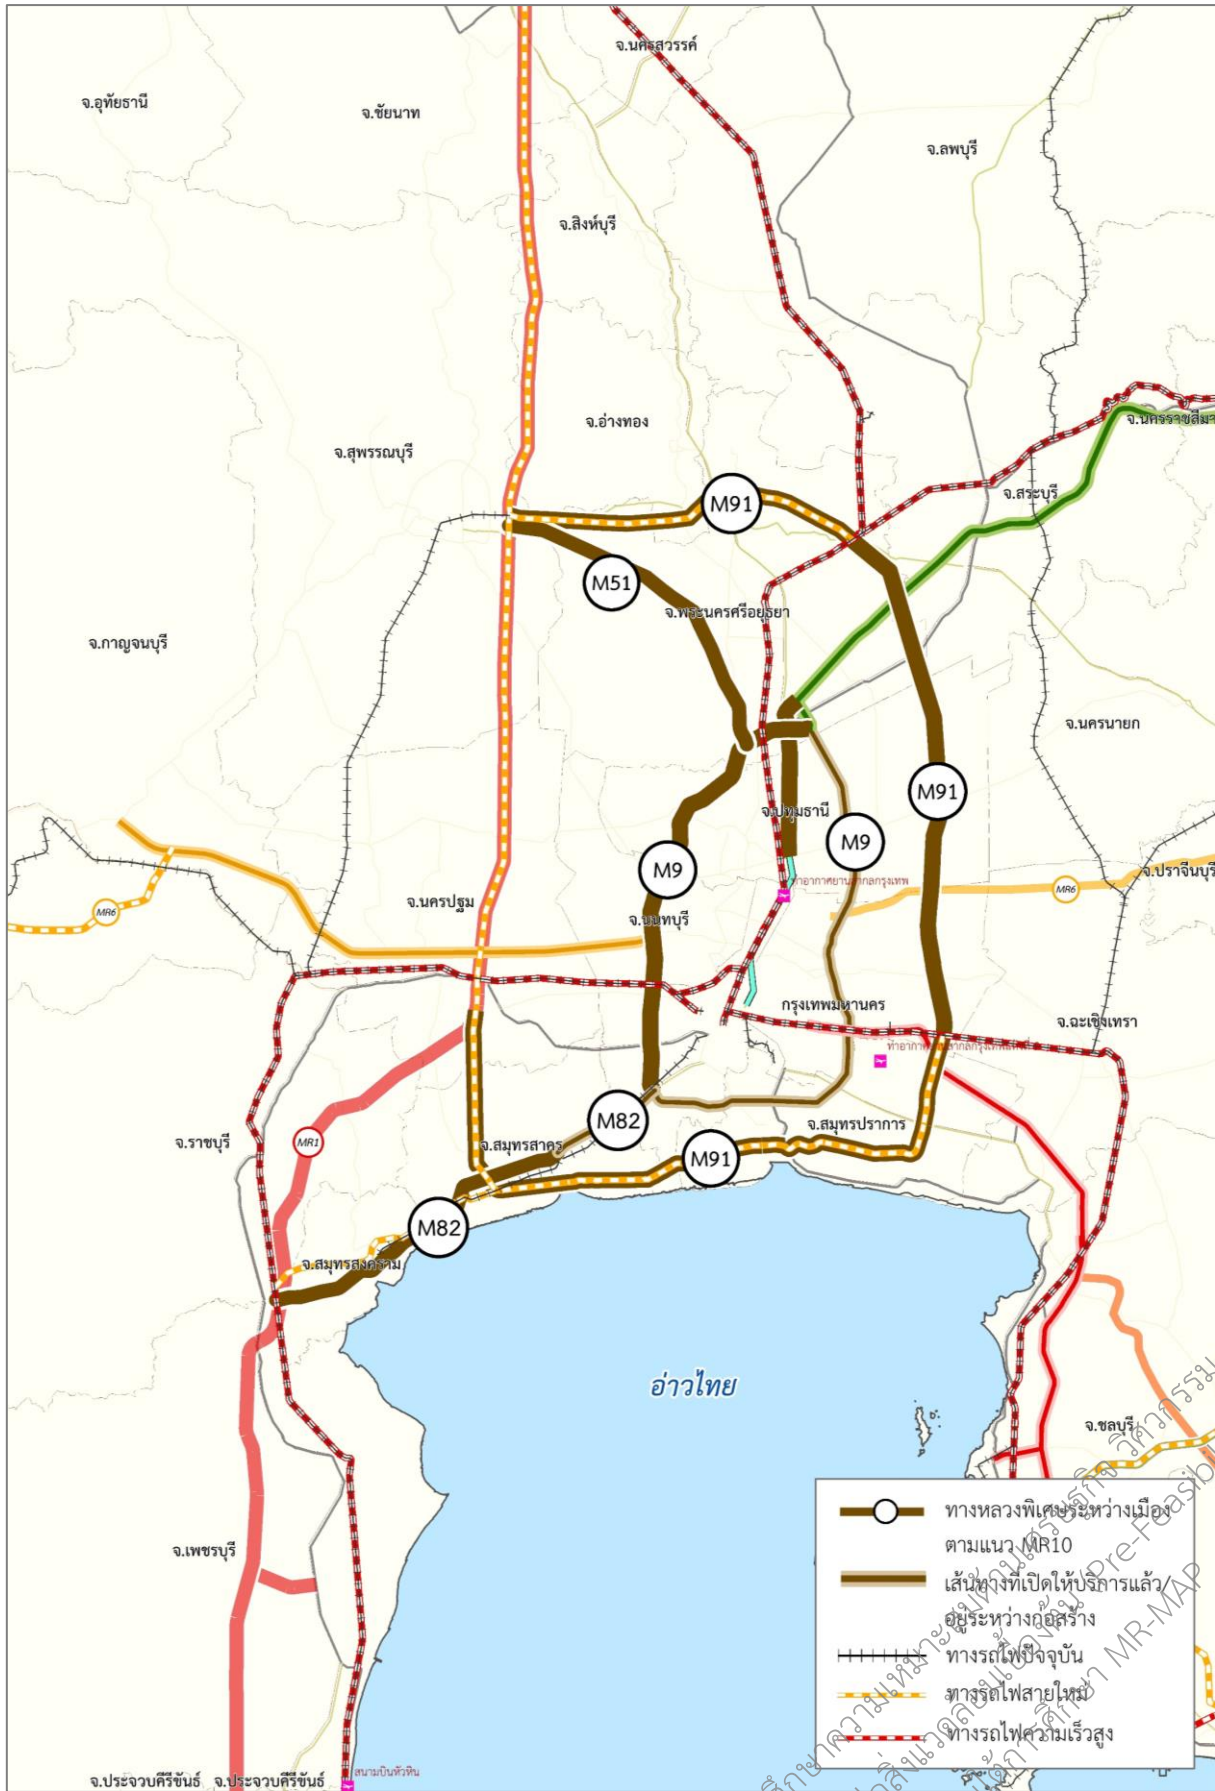 จ.นครสวรรค์
จ.อุทัยธานี
จ.ชัยนาท
จ.ลพบุรี
จ.สิงห์บุรี
จ.นครราชสีมา
จ.อ่างทอง
จ.สุพรรณบุรี
จ.สระบุรี
M91
M51
จ.พระนครศรีอยุธยา
จ.กาญจนบุรี
จ.นครนายก
M91
จ.ปทุมธานี
M9
M9
จ.ปราจีนบุรี
ท่าอากาศยานสากลกรุงเทพ
MR6
จ.นครปฐม
MR6
จ.นนทบุรี
กรุงเทพมหานคร
จ.ฉะเชิงเทรา
M82
จ.สมุทรปราการ
จ.ราชบุรี
MR1
จ.สมุทรสาคร
M91
M82
จ.สมุทรสงคราม
อ่าวไทย
จ.ชลบุรี
ทางหลวงพิเศษระหว่างเมือง
ตามแนว MR10
จ.เพชรบุรี
เส้นทางที่เปิดให้บริการแล้ว/
อยู่ระหว่างก่อสร้าง
ทางรถไฟปัจจุบัน
ทางรถไฟสายใหม่
ทางรถไฟความเร็วสูง
สนามบินหัวหิน
จ.ประจวบคีรีขันธ์ จ.ประจวบคีรีขันธ์